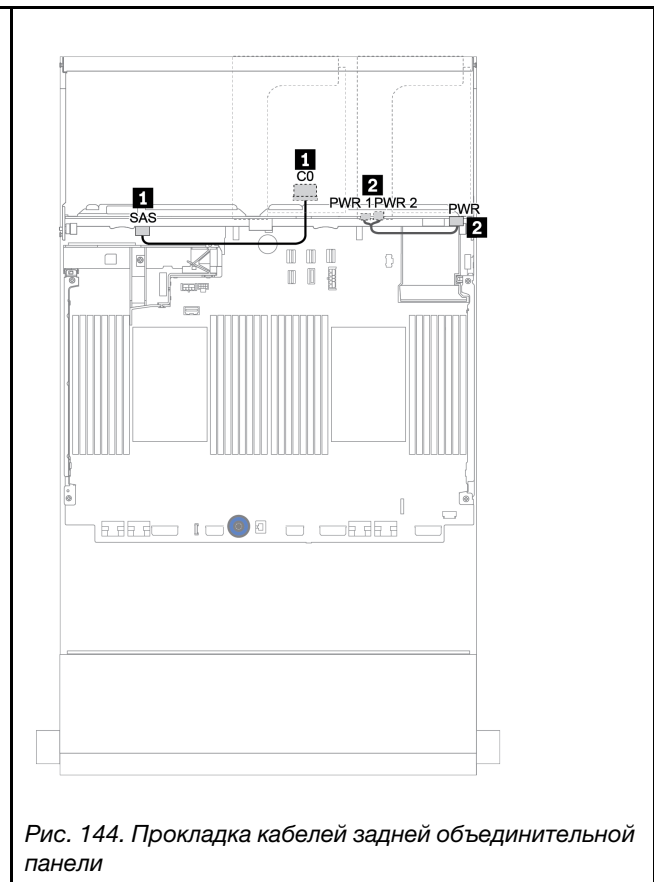 1
C0
1
2
SAS
PWR 1 PWR 2
PWR
2
Рис. 144. Прокладка кабелей задней объединительной
панели